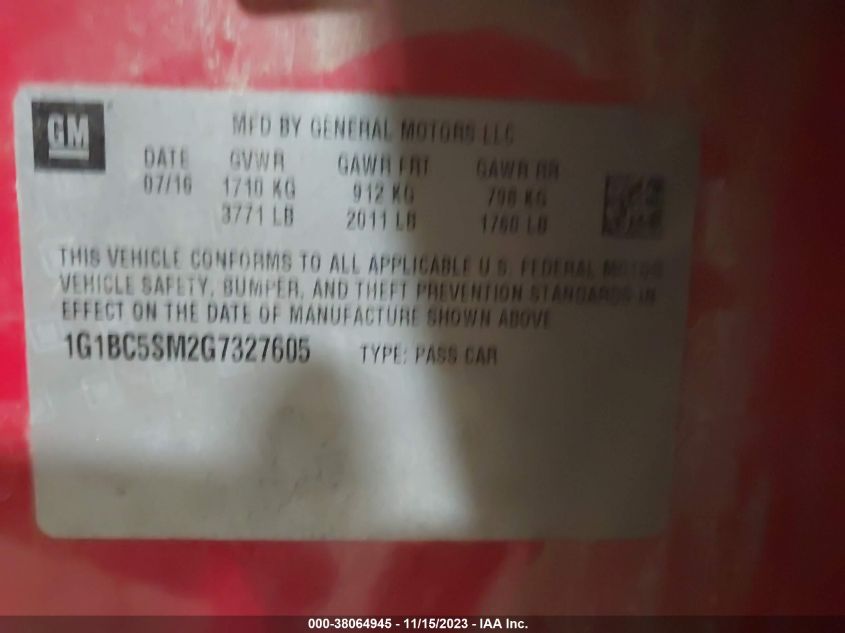 GM
MFD BY GENERAL MOTORS LLC
DATE GVWR GAWR FRT GAWR RR
07/16 1710 KG 912 KG 798 KG
3771 LB 2011 LB 1760 LB
THIS VEHICLE CONFORMS TO ALL APPLICABLE U.S. FEDERAL MOTOR
VEHICLE SAFETY, BUMPER, AND THEFT PREVENTION STANDARDS IN
EFFECT ON THE DATE OF MANUFACTURE SHOWN ABOVE
1G1BC5SM2G7327605 TYPE: PASS CAR
000-38064945 - 11/15/2023 - IAA Inc.